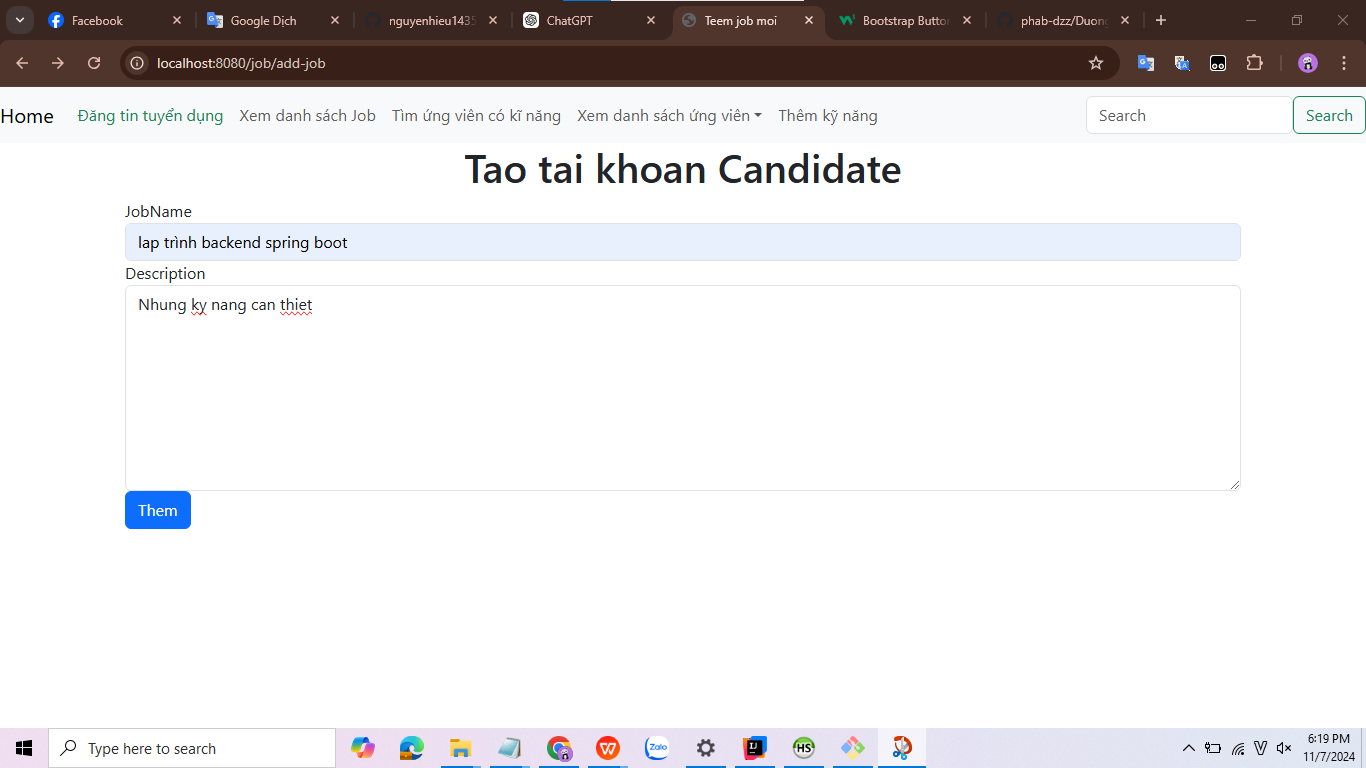 Facebook
Google Dịch
nguyenhieu1435
ChatGPT
Teem job moi
Bootstrap Button
phab-dzz/Duong
localhost:8080/job/add-job
Home Đăng tin tuyển dụng Xem danh sách Job Tìm ứng viên có kĩ năng Xem danh sách ứng viên Thêm kỹ năng Search Search
Tao tai khoan Candidate
JobName
lap trình backend spring boot
Description
Nhung ky nang can thiet
Them
Type here to search
Zalo
HS
6:19 PM
11/7/2024